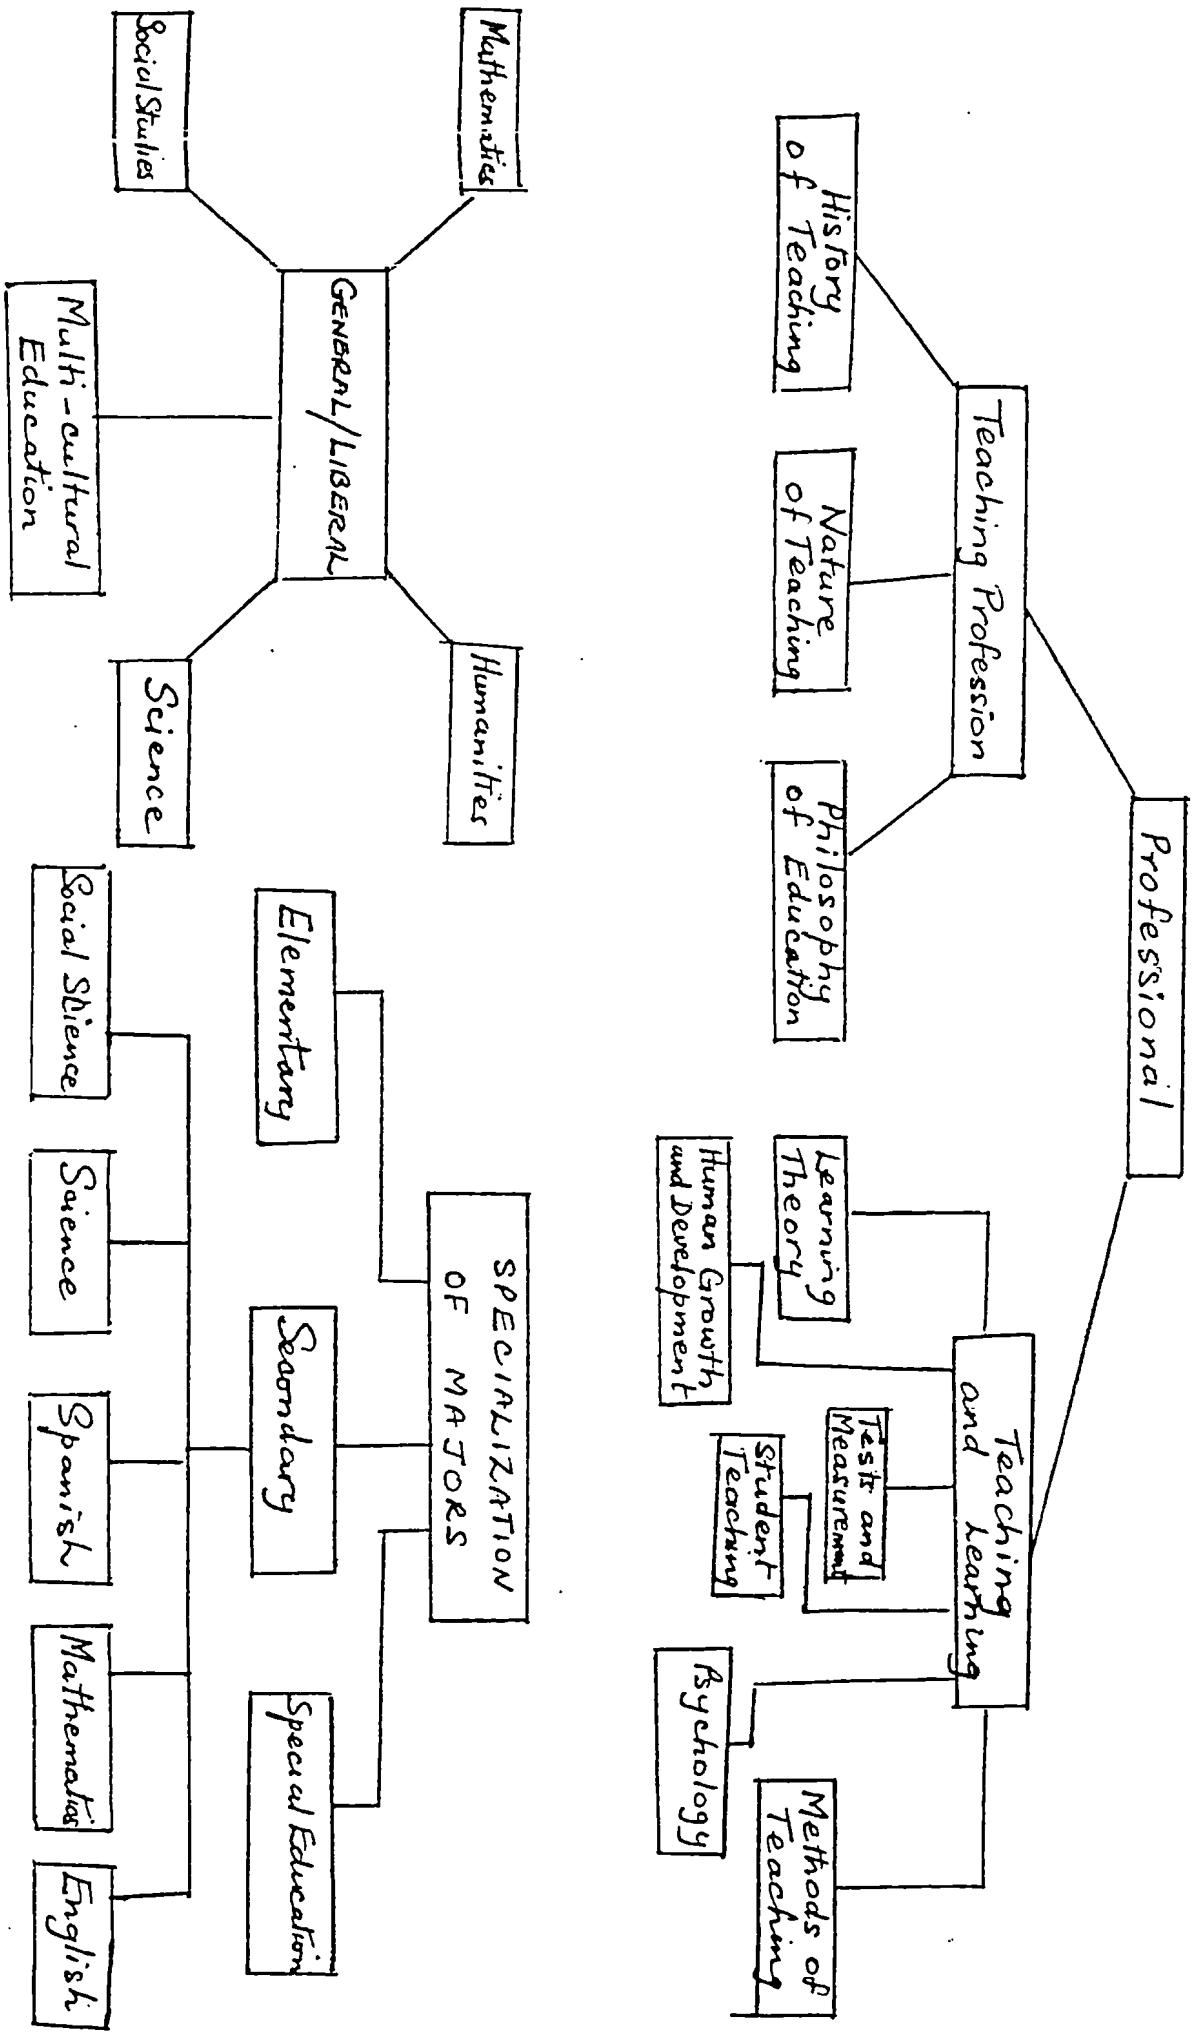 Professional
Teaching Profession
History
of Teaching
Nature
of Teaching
Philosophy
of Education
Teaching
and Learning
Learning
Theory
Human Growth
and Development
Tests and
Measurement
Student
Teaching
Psychology
Methods of
Teaching
GENERAL/LIBERAL
Mathematics
Humanities
Social Studies
Multi-cultural
Education
Science
SPECIALIZATION
OF MAJORS
Elementary
Secondary
Special Education
Social Science
Science
Spanish
Mathematics
English